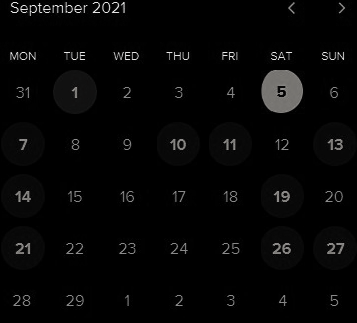 September 2021
MON TUE WED THU FRI SAT SUN
31 1 2 3 4 5 6
7 8 9 10 11 12 13
14 15 16 17 18 19 20
21 22 23 24 25 26 27
28 29 1 2 3 4 5